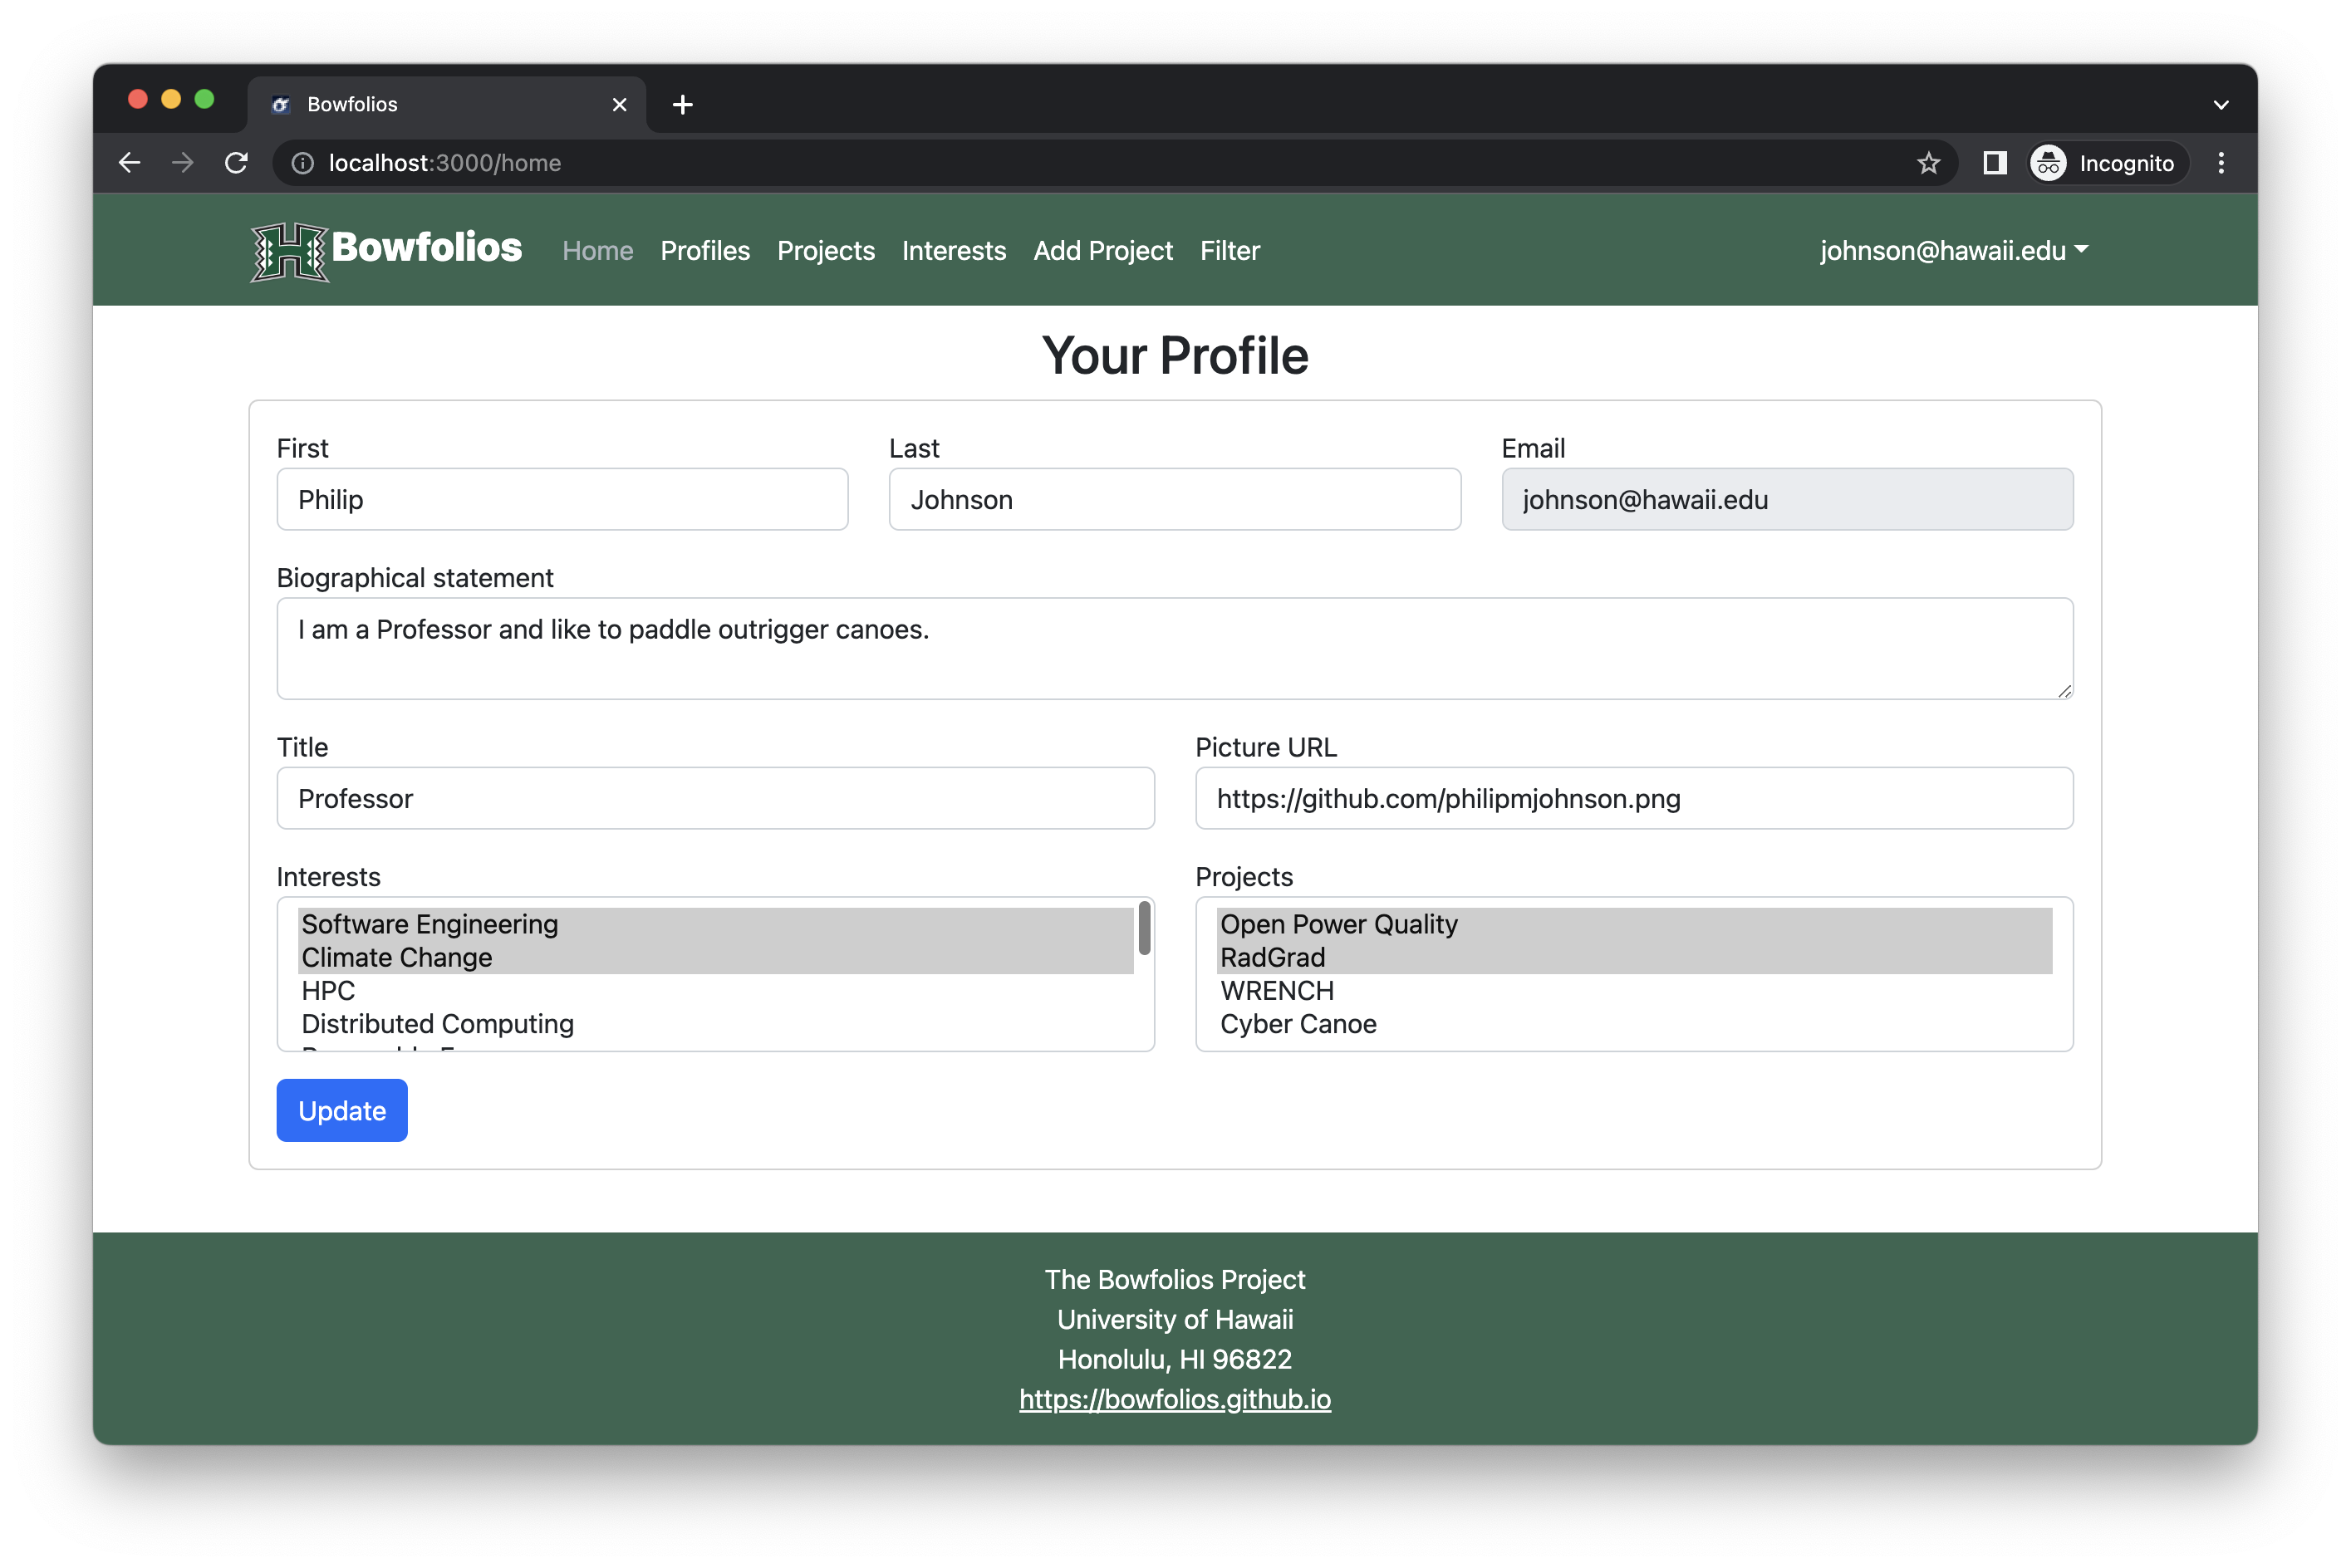 Bowfolios
localhost:3000/home
Incognito
H Bowfolios Home Profiles Projects Interests Add Project Filter johnson@hawaii.edu
Your Profile
First Last Email
Philip Johnson johnson@hawaii.edu
Biographical statement
I am a Professor and like to paddle outrigger canoes.
Title Picture URL
Professor https://github.com/philipmjohnson.png
Interests Projects
Software Engineering Open Power Quality
Climate Change RadGrad
HPC WRENCH
Distributed Computing Cyber Canoe
Update
The Bowfolios Project
University of Hawaii
Honolulu, HI 96822
https://bowfolios.github.io